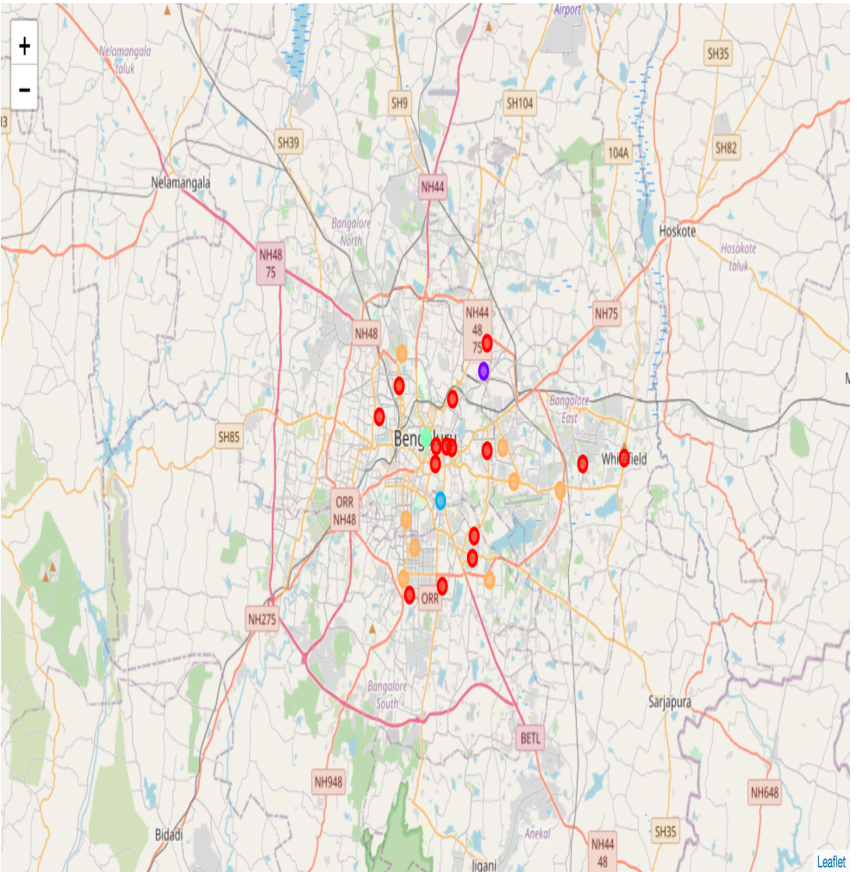 Airport
+
Nelamangala
taluk
SH35
−
SH9
SH104
SH39
104A
SH82
Nelamangala
NH44
Bangalore
North
Hoskote
NH48
75
Hosakote
taluk
NH44
48
75
NH75
NH48
Bangalore
East
SH85
Bengaluru
Whitefield
ORR
NH48
ORR
NH275
Bangalore
South
Sarjapura
BETL
NH948
NH648
Bidadi
Anekal
SH35
NH44
48
Jigani
Leaflet